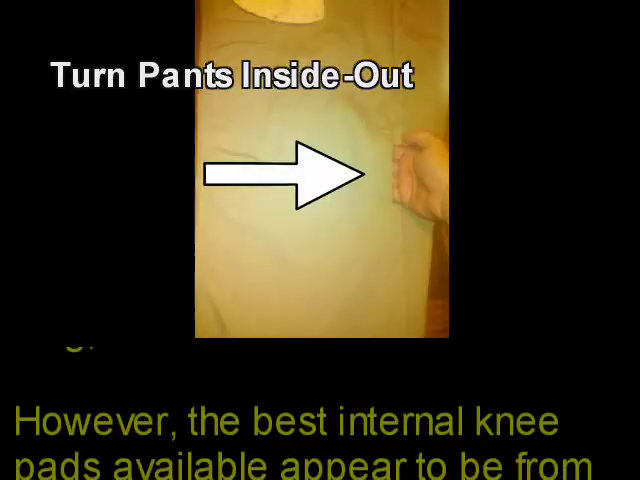 Turn Pants Inside-Out
However, the best internal knee
pads available appear to be from